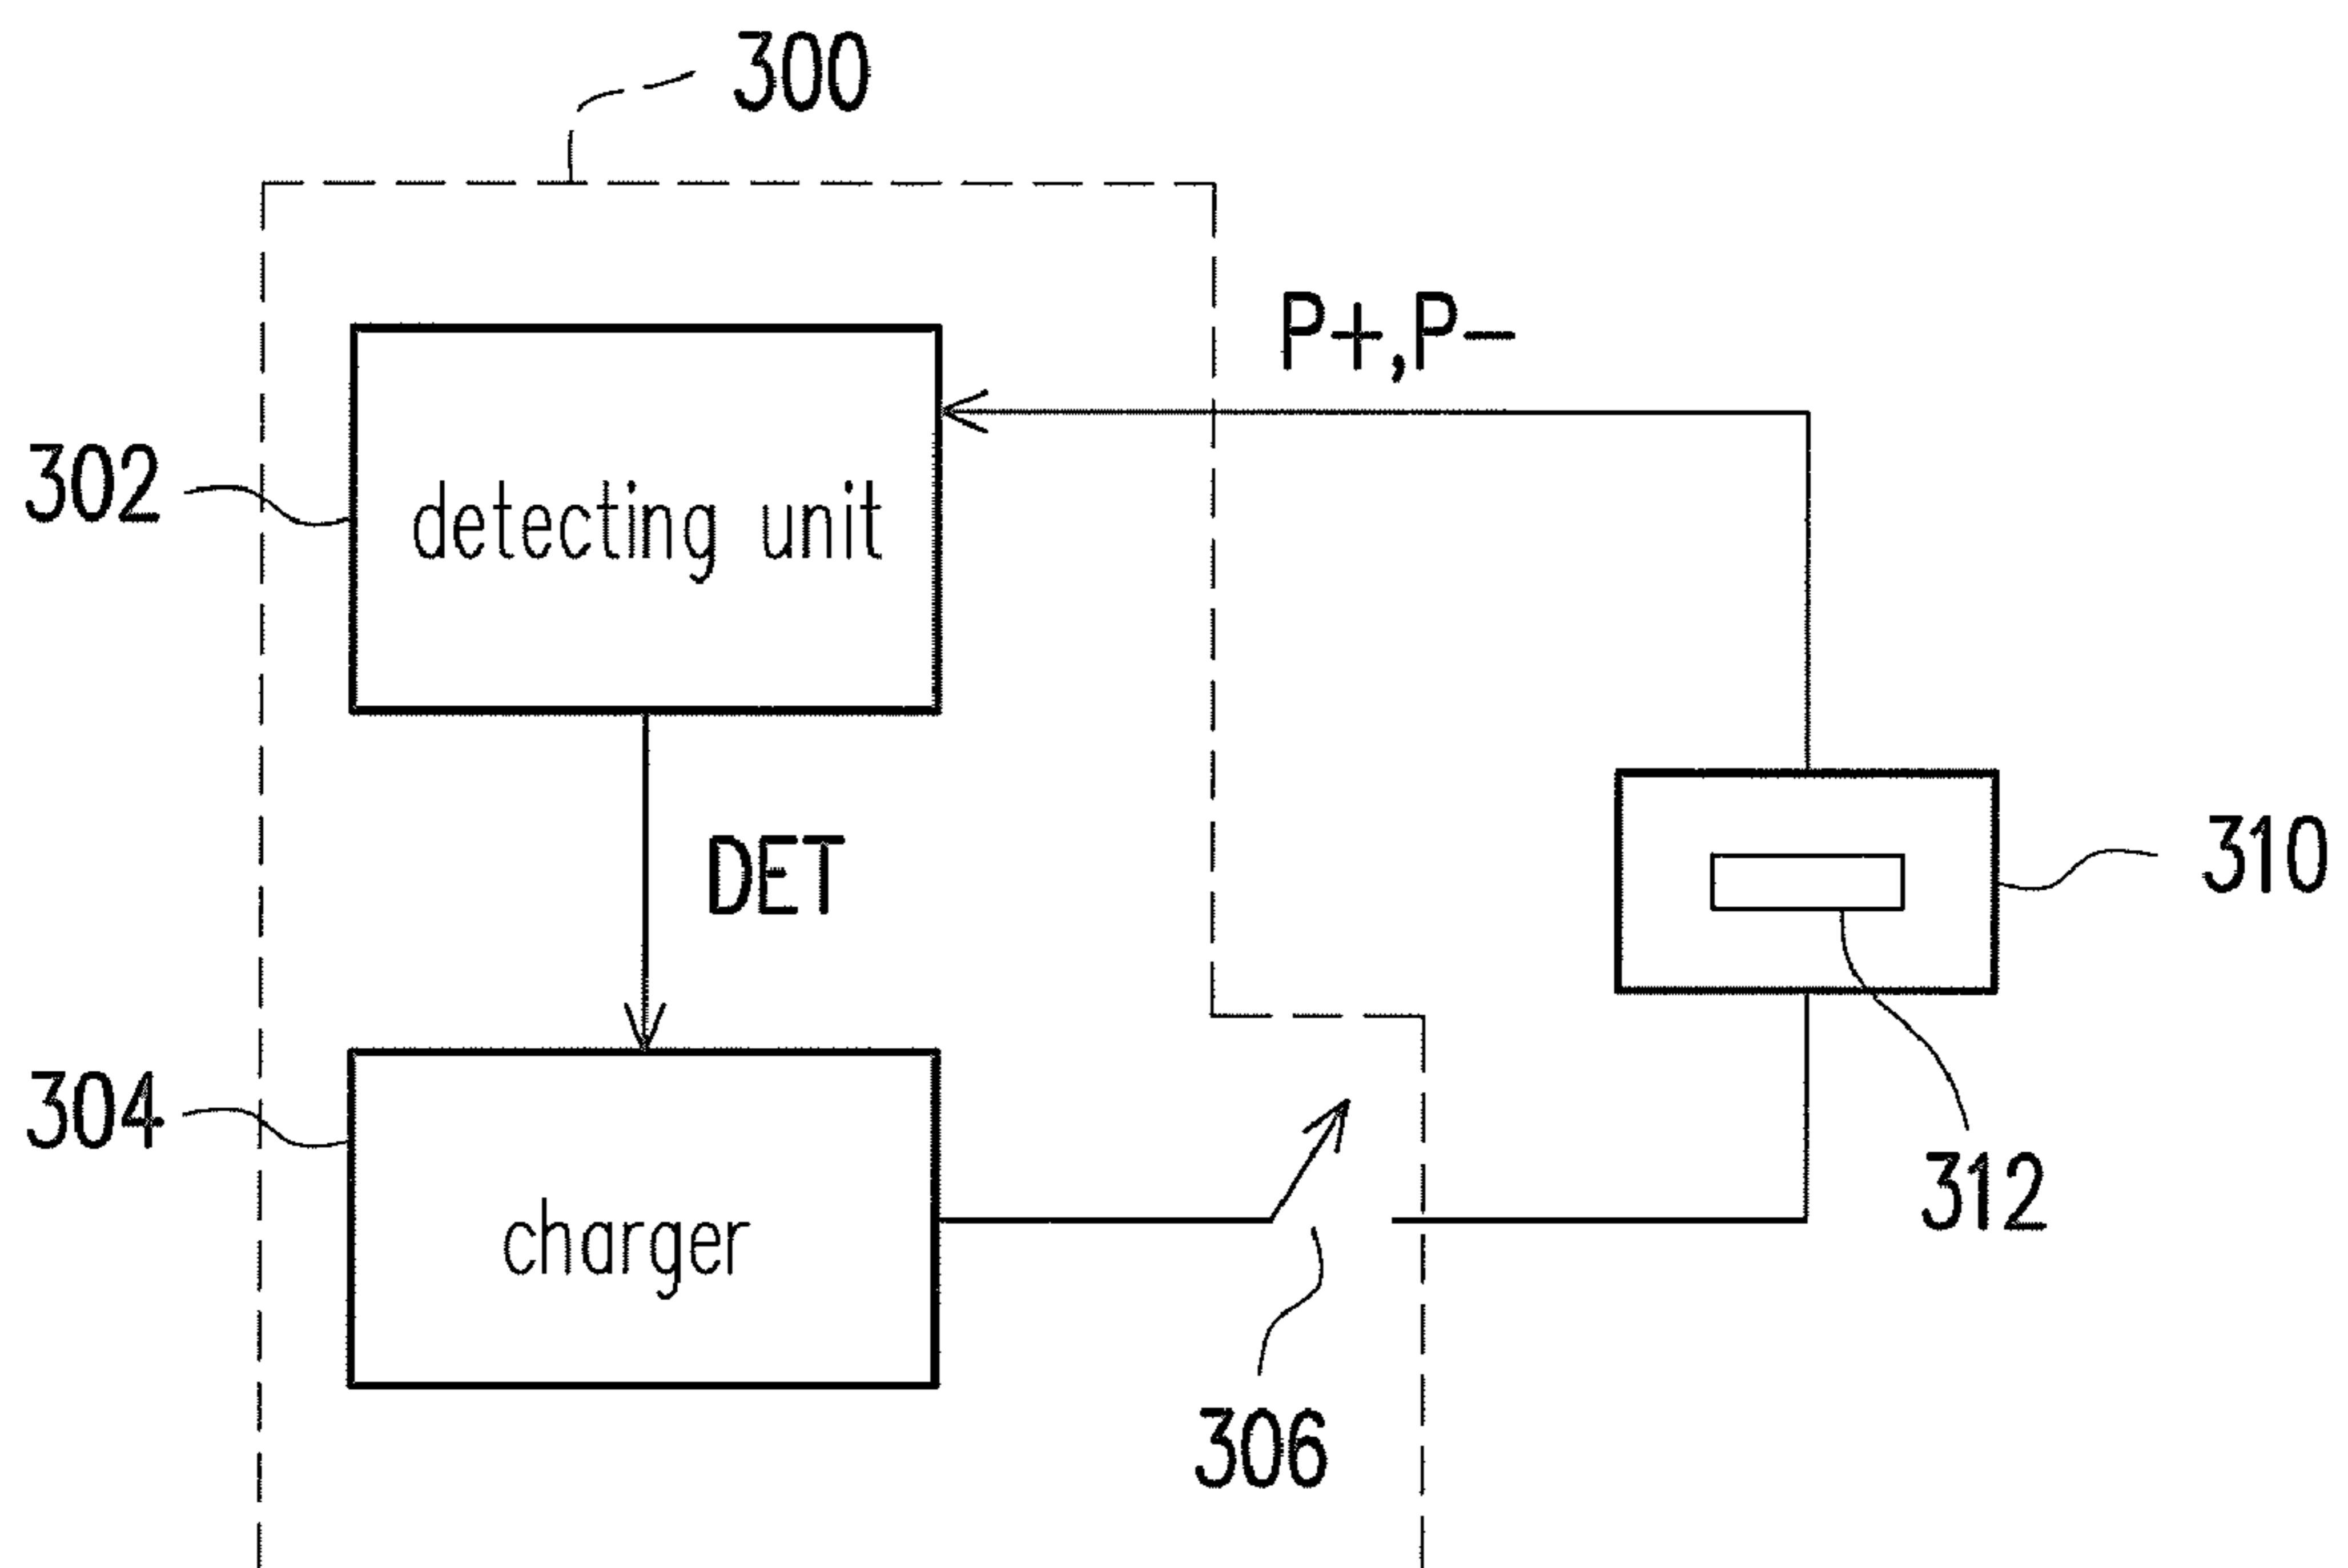 300
P+,P-
302
detecting unit
DET
310
304
312
charger
306